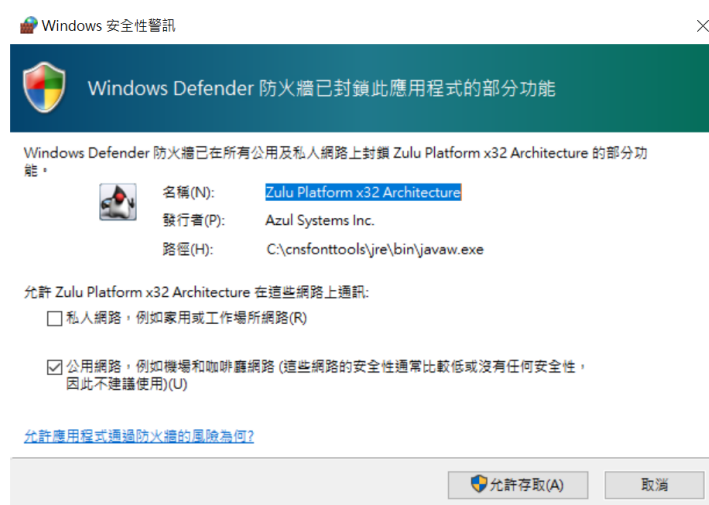 Windows 安全性警訊
Windows Defender 防火牆已封鎖此應用程式的部分功能
Windows Defender 防火牆已在所有公用及私人網路上封鎖 Zulu Platform x32 Architecture 的部分功
能。
名稱(N): Zulu Platform x32 Architecture
發行者(P): Azul Systems Inc.
路徑(H): C:\cnsfonttools\jre\bin\javaw.exe
允許 Zulu Platform x32 Architecture 在這些網路上通訊:
私人網路，例如家用或工作場所網路(R)
公用網路，例如機場和咖啡廳網路 (這些網路的安全性通常比較低或沒有任何安全性，
因此不建議使用)(U)
允許應用程式通過防火牆的風險為何?
允許存取(A)
取消